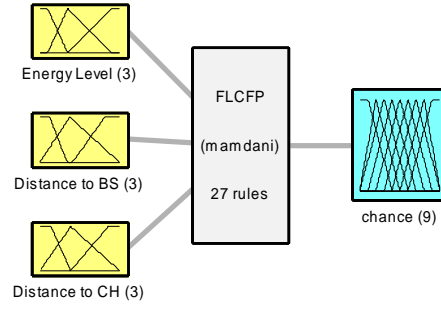 Energy Level (3)
Distance to BS (3)
Distance to CH (3)
FLCFP
(mamdani)
27 rules
chance (9)